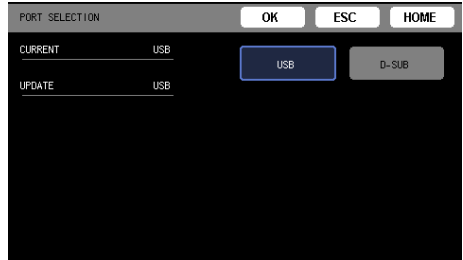 PORT SELECTION OK ESC HOME
CURRENT USB
USB D-SUB
UPDATE USB